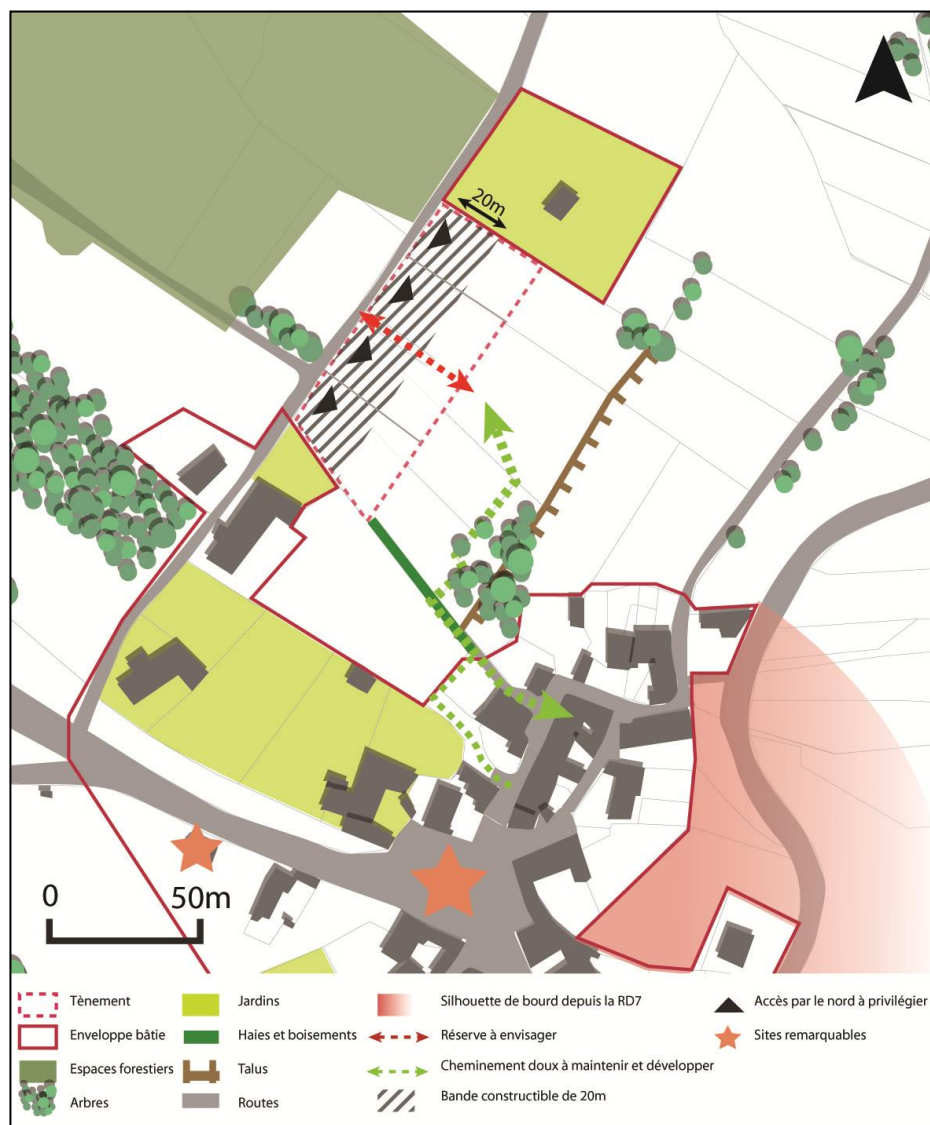 20m
0
50m
Tènement
Enveloppe bâtie
Espaces forestiers
Arbres
Jardins
Haies et boisements
Talus
Routes
Silhouette de bourd depuis la RD7
Réserve à envisager
Cheminement doux à maintenir et développer
Bande constructible de 20m
Accès par le nord à privilégier
Sites remarquables